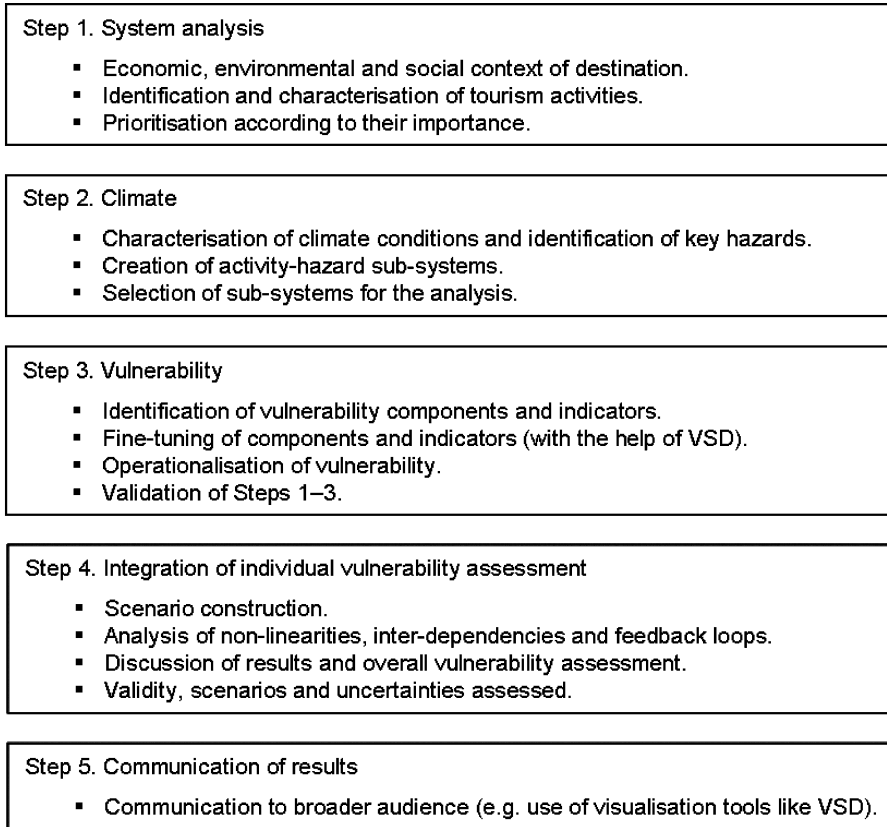 Step 1. System analysis
▪ Economic, environmental and social context of destination.
▪ Identification and characterisation of tourism activities.
▪ Prioritisation according to their importance.
Step 2. Climate
▪ Characterisation of climate conditions and identification of key hazards.
▪ Creation of activity-hazard sub-systems.
▪ Selection of sub-systems for the analysis.
Step 3. Vulnerability
▪ Identification of vulnerability components and indicators.
▪ Fine-tuning of components and indicators (with the help of VSD).
▪ Operationalisation of vulnerability.
▪ Validation of Steps 1–3.
Step 4. Integration of individual vulnerability assessment
▪ Scenario construction.
▪ Analysis of non-linearities, inter-dependencies and feedback loops.
▪ Discussion of results and overall vulnerability assessment.
▪ Validity, scenarios and uncertainties assessed.
Step 5. Communication of results
▪ Communication to broader audience (e.g. use of visualisation tools like VSD).